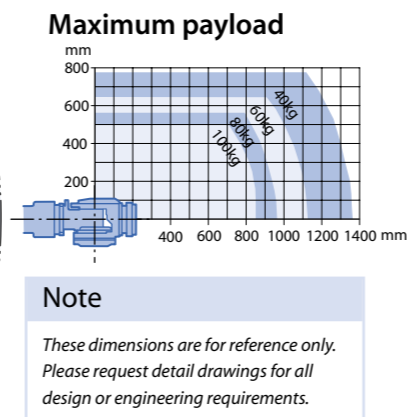 Maximum payload
mm
800
600
400
200
40kg
60kg
80kg
100kg
400 600 800 1000 1200 1400 mm
Note
These dimensions are for reference only.
Please request detail drawings for all
design or engineering requirements.